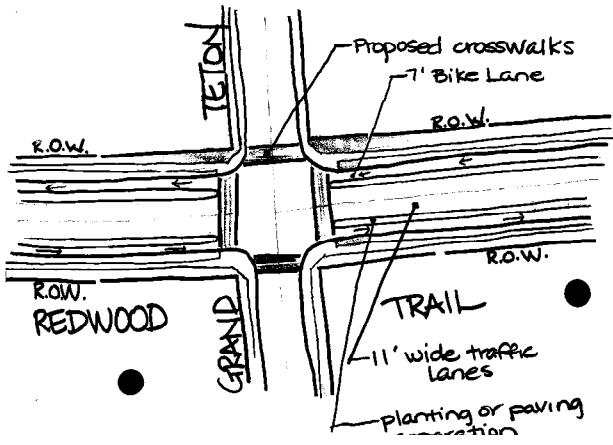 TETON
Proposed crosswalks
7' Bike Lane
R.O.W.
R.O.W.
R.O.W.
R.O.W.
REDWOOD
TRAIL
GRAND
11' wide traffic
lanes
planting or paving